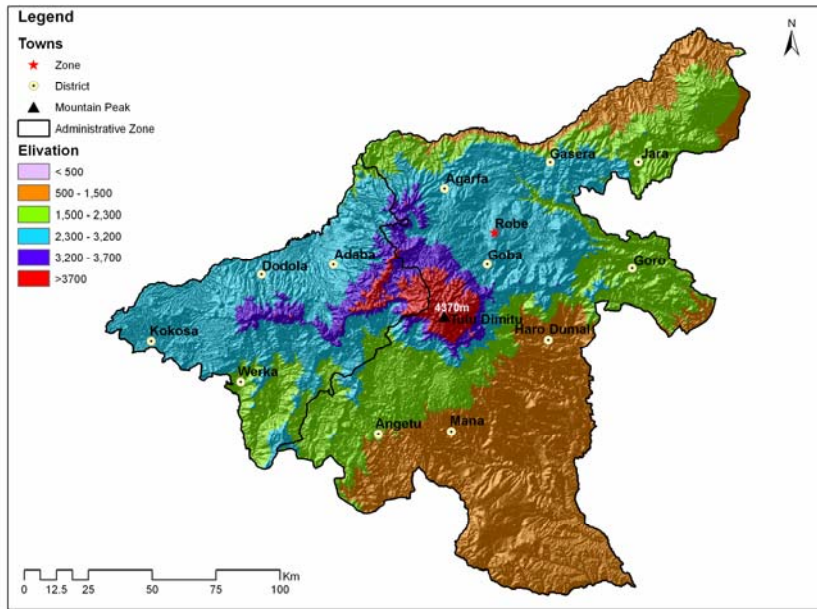 Legend
Towns
Zone
District
Mountain Peak
Administrative Zone
Elivation
< 500
500 - 1,500
1,500 - 2,300
2,300 - 3,200
3,200 - 3,700
>3700
N
Gasera
Jara
Agarfa
Robe
Adaba
Goba
Goro
Dodola
4370m
Tulu Dimitu
Kokosa
Haro Dumal
Werka
Angetu
Mana
Km
0 12.5 25 50 75 100